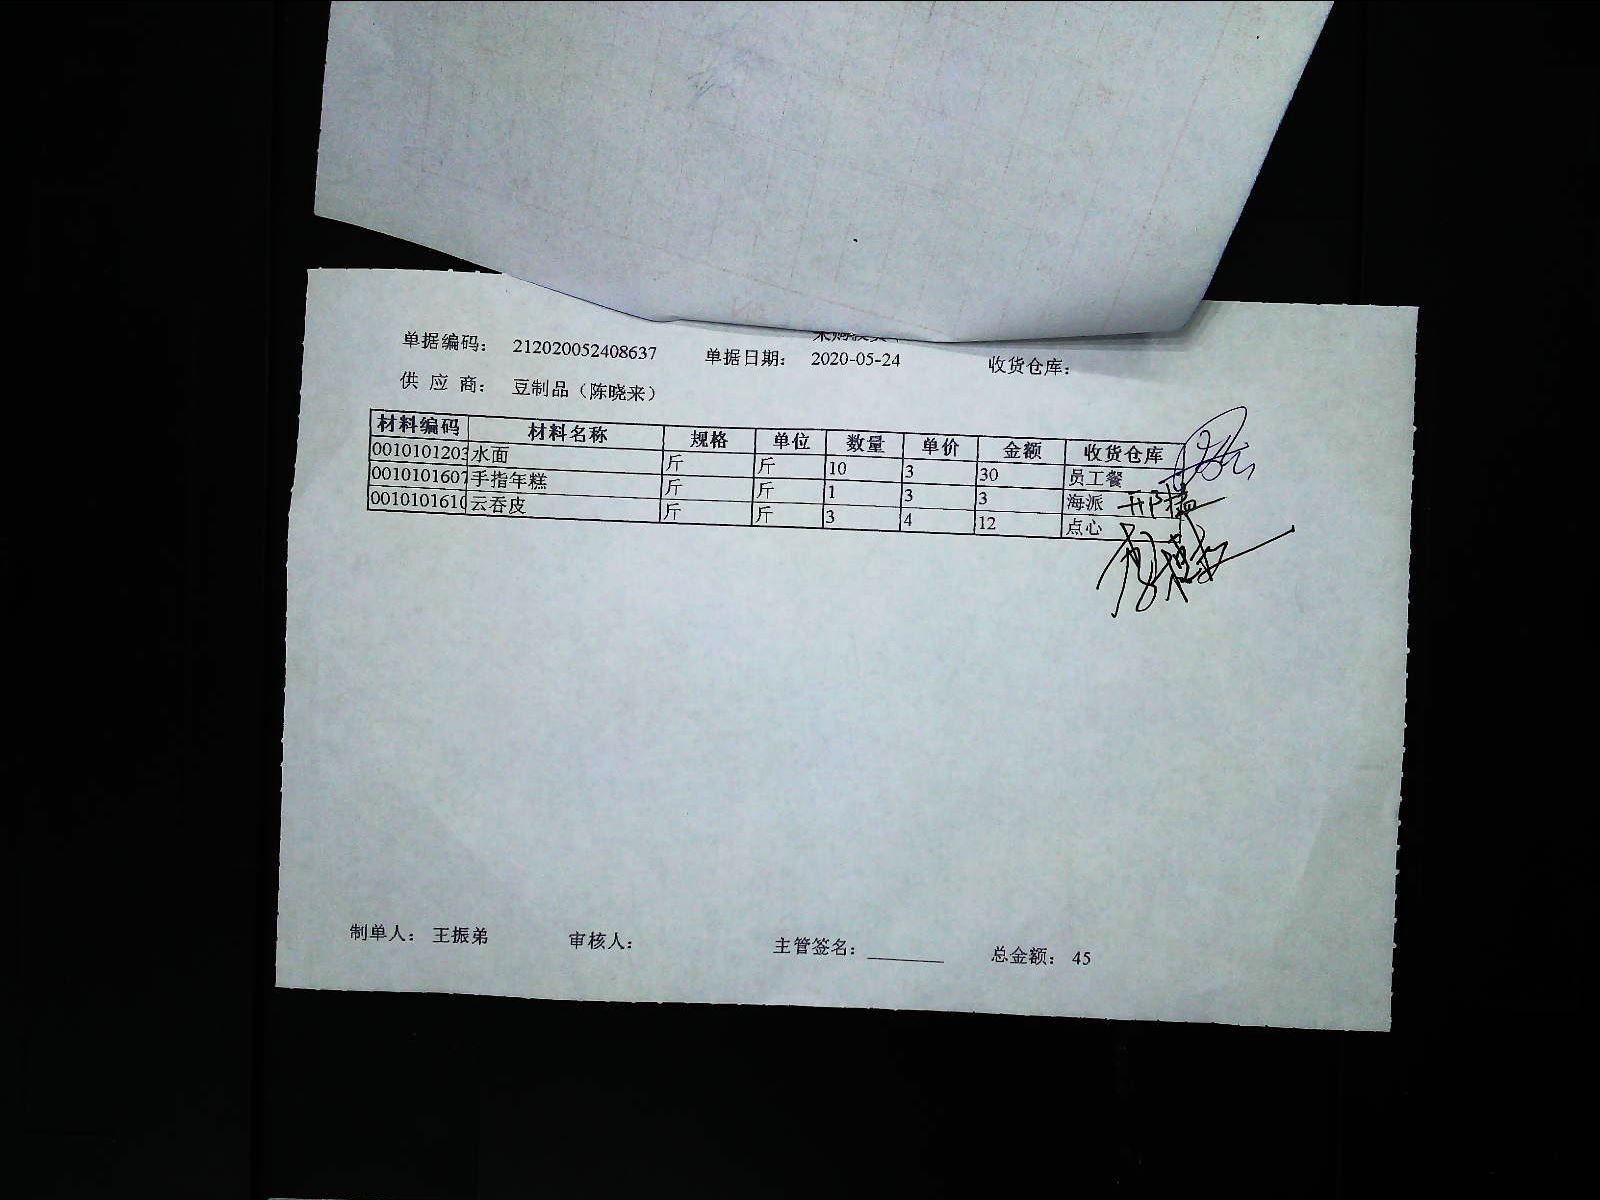 单据编码： 212020052408637 单据日期： 2020-05-24 收货仓库：
供 应 商： 豆制品（陈晓来）
材料编码 材料名称 规格 单位 数量 单价 金额 收货仓库
0010101203 水面 斤 斤 10 3 30 员工餐
0010101607 手指年糕 斤 斤 1 3 3 海派
0010101610 云吞皮 斤 斤 3 4 12 点心
制单人： 王振弟 审核人： 主管签名： 总金额： 45